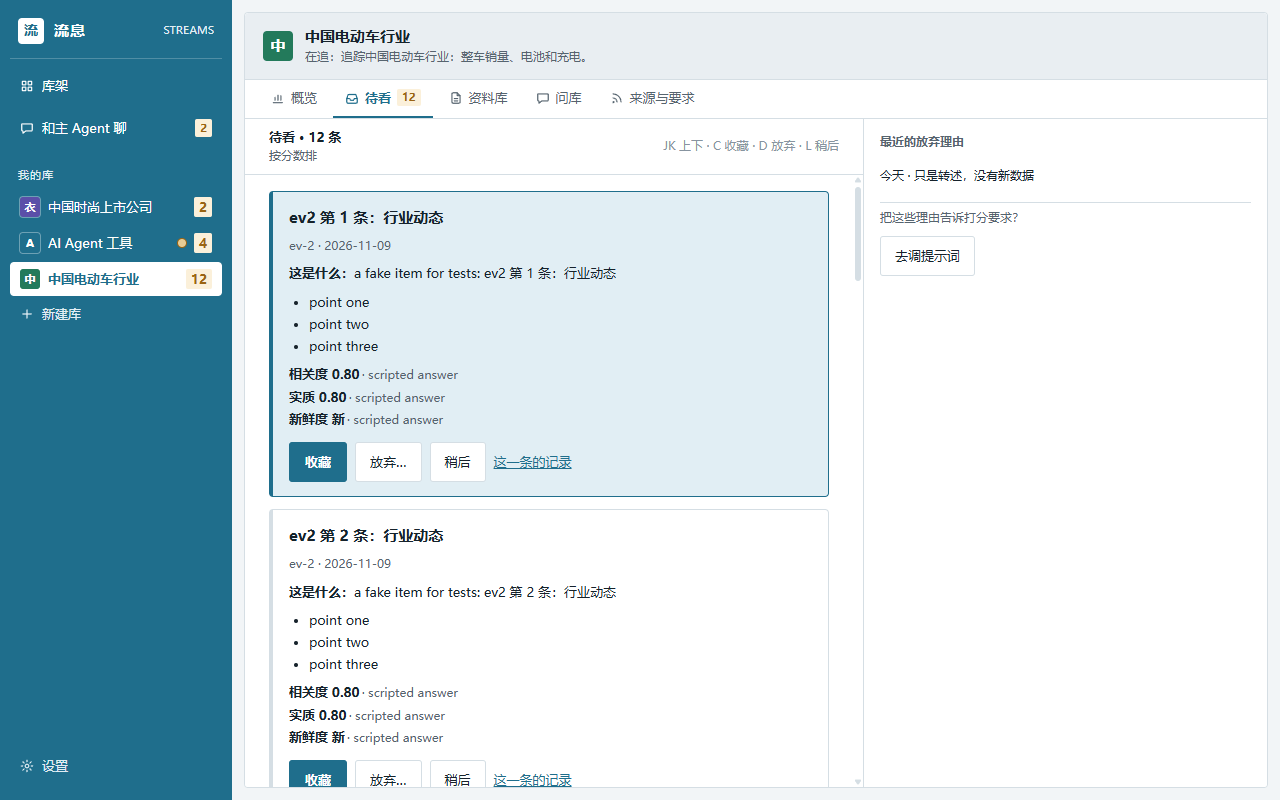 流 流息 STREAMS
库架
和主 Agent 聊 2
我的库
衣 中国时尚上市公司 2
A AI Agent 工具 4
中 中国电动车行业 12
新建库
设置
中 中国电动车行业
在追：追踪中国电动车行业：整车销量、电池和充电。
概览 待看 12 资料库 问库 来源与要求
待看 • 12 条
按分数排
JK 上下 · C 收藏 · D 放弃 · L 稍后
ev2 第 1 条：行业动态
ev-2 · 2026-11-09
这是什么：a fake item for tests: ev2 第 1 条：行业动态
• point one
• point two
• point three
相关度 0.80 · scripted answer
实质 0.80 · scripted answer
新鲜度 新 · scripted answer
收藏 放弃... 稍后 这一条的记录
ev2 第 2 条：行业动态
ev-2 · 2026-11-09
这是什么：a fake item for tests: ev2 第 2 条：行业动态
• point one
• point two
• point three
相关度 0.80 · scripted answer
实质 0.80 · scripted answer
新鲜度 新 · scripted answer
收藏 放弃... 稍后 这一条的记录
最近的放弃理由
今天 · 只是转述，没有新数据
把这些理由告诉打分要求？
去调提示词